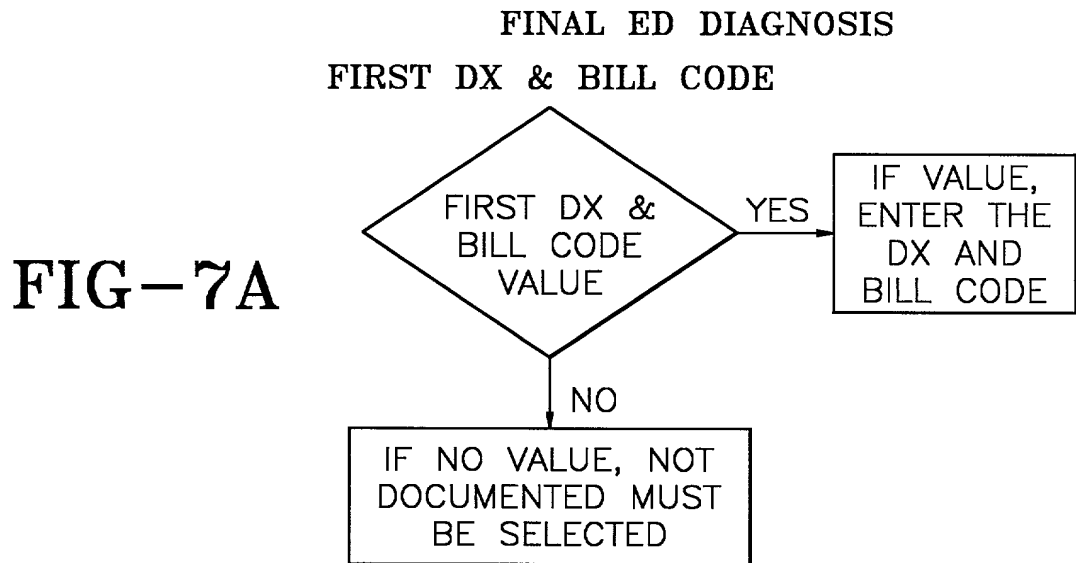 FINAL ED DIAGNOSIS
FIRST DX & BILL CODE
FIRST DX &
BILL CODE
VALUE
YES
IF VALUE,
ENTER THE
DX AND
BILL CODE
FIG-7A
NO
IF NO VALUE, NOT
DOCUMENTED MUST
BE SELECTED